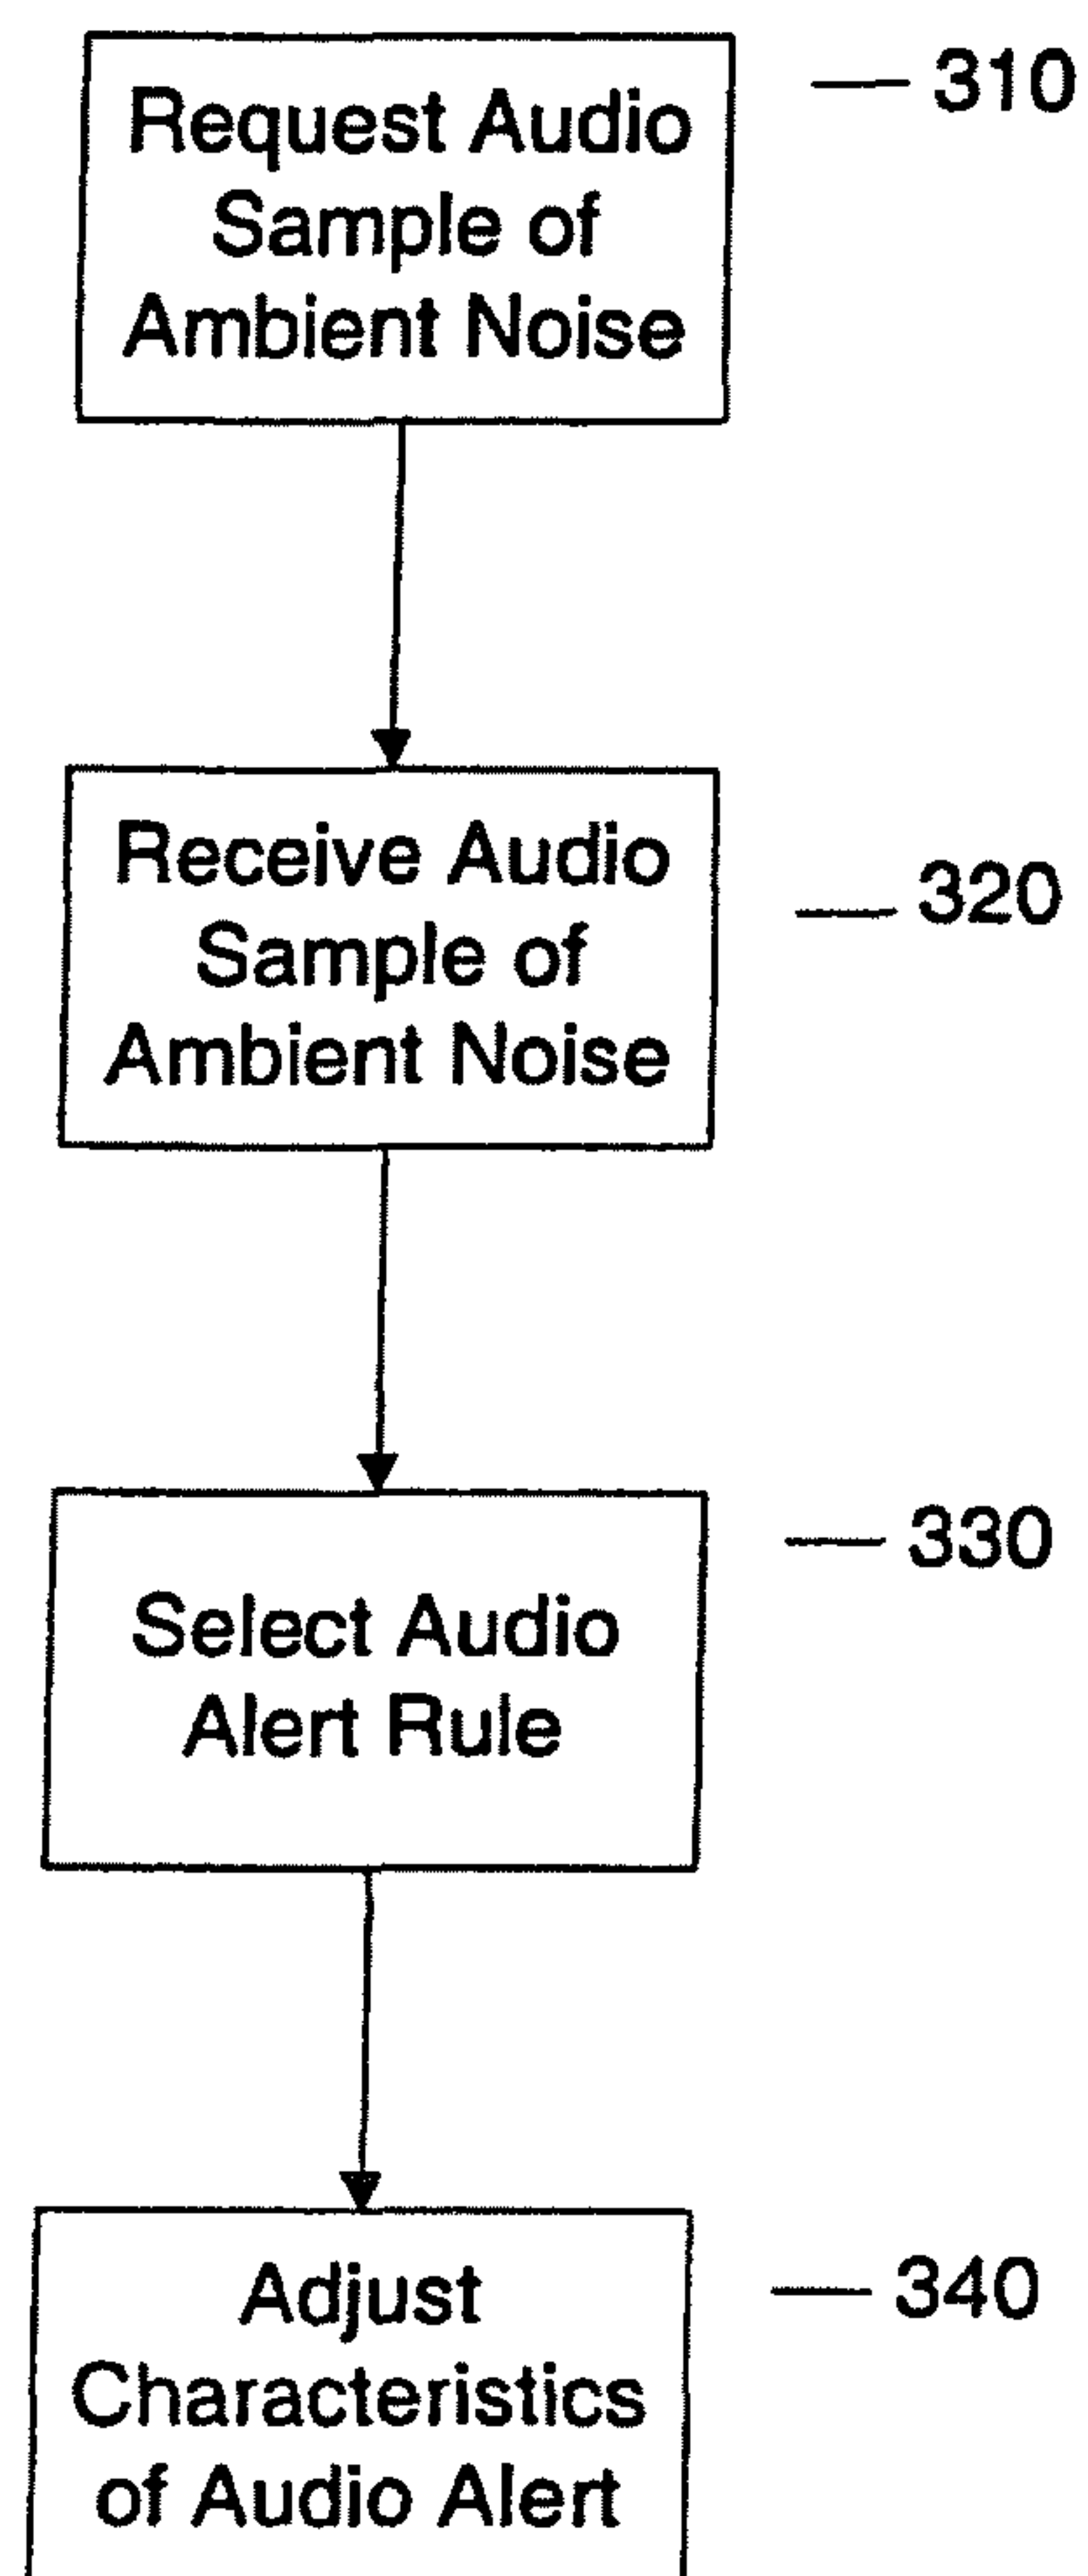 Request Audio
Sample of
Ambient Noise
310
Receive Audio
Sample of
Ambient Noise
320
Select Audio
Alert Rule
330
Adjust
Characteristics
of Audio Alert
340